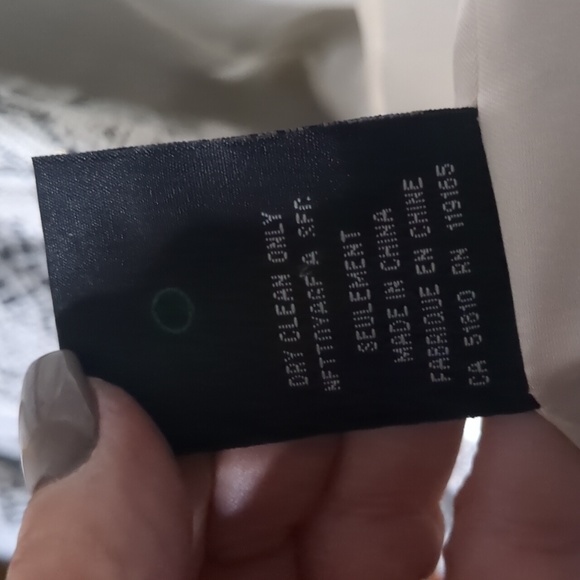 DRY CLEAN ONLY
NETTOYAGE A SEC
SEULEMENT
MADE IN CHINA
FABRIQUE EN CHINE
CA 51810 RN 119165